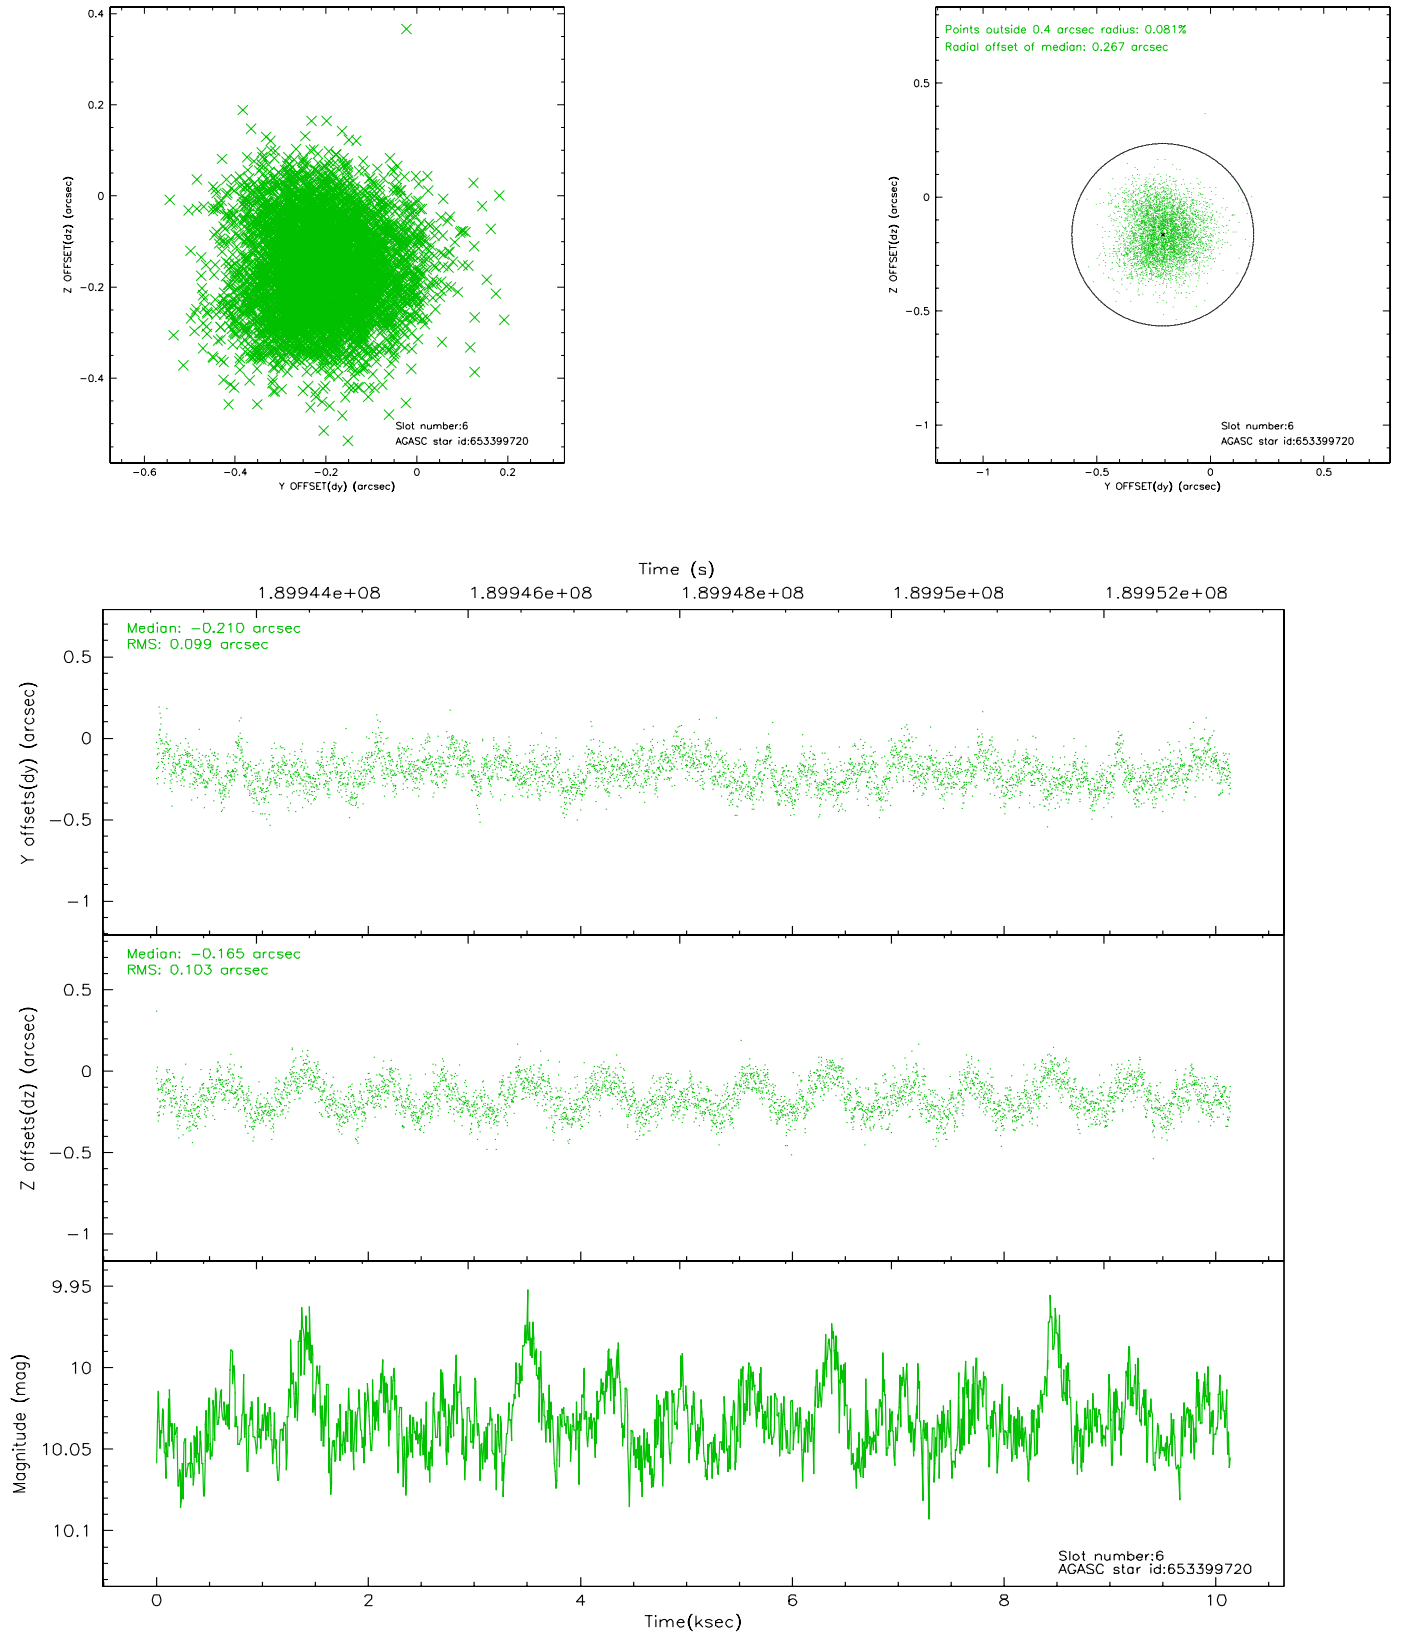 0.4
0.2
0
−0.2
−0.4
Z OFFSET(dz) (arcsec)
Slot number:6
AGASC star id:653399720
−0.6 −0.4 −0.2 0 0.2
Y OFFSET(dy) (arcsec)
Points outside 0.4 arcsec radius: 0.081%
Radial offset of median: 0.267 arcsec
0.5
0
−0.5
−1
Z OFFSET(dz) (arcsec)
Slot number:6
AGASC star id:653399720
−1 −0.5 0 0.5
Y OFFSET(dy) (arcsec)
Time (s)
1.89944e+08 1.89946e+08 1.89948e+08 1.8995e+08 1.89952e+08
Median: −0.210 arcsec
RMS: 0.099 arcsec
0.5
0
−0.5
−1
Y offsets(dy) (arcsec)
Median: −0.165 arcsec
RMS: 0.103 arcsec
0.5
0
−0.5
−1
Z offsets(dz) (arcsec)
9.95
10
10.05
10.1
Magnitude (mag)
Slot number:6
AGASC star id:653399720
0 2 4 6 8 10
Time(ksec)